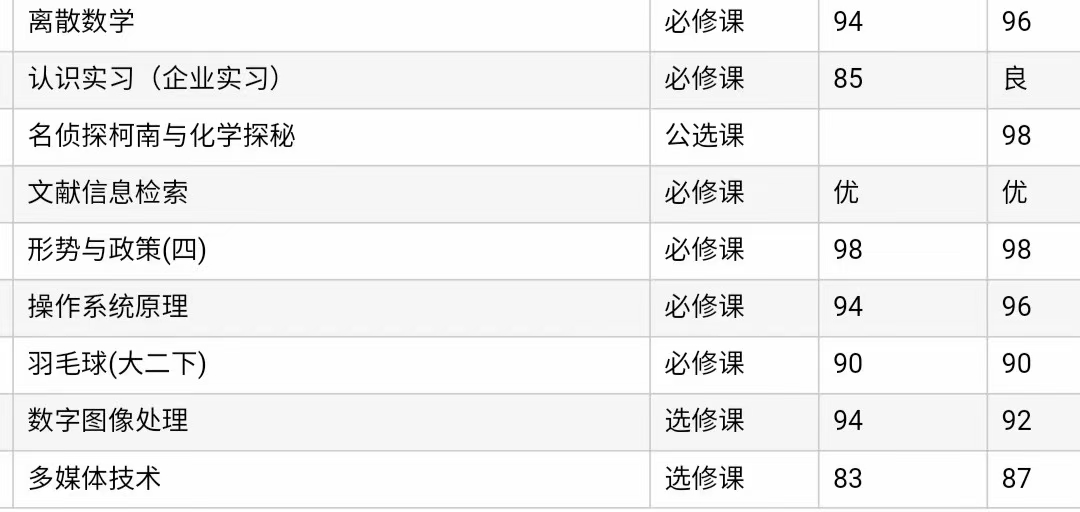 离散数学 必修课 94 96
认识实习（企业实习） 必修课 85 良
名侦探柯南与化学探秘 公选课 98
文献信息检索 必修课 优 优
形势与政策(四) 必修课 98 98
操作系统原理 必修课 94 96
羽毛球(大二下) 必修课 90 90
数字图像处理 选修课 94 92
多媒体技术 选修课 83 87